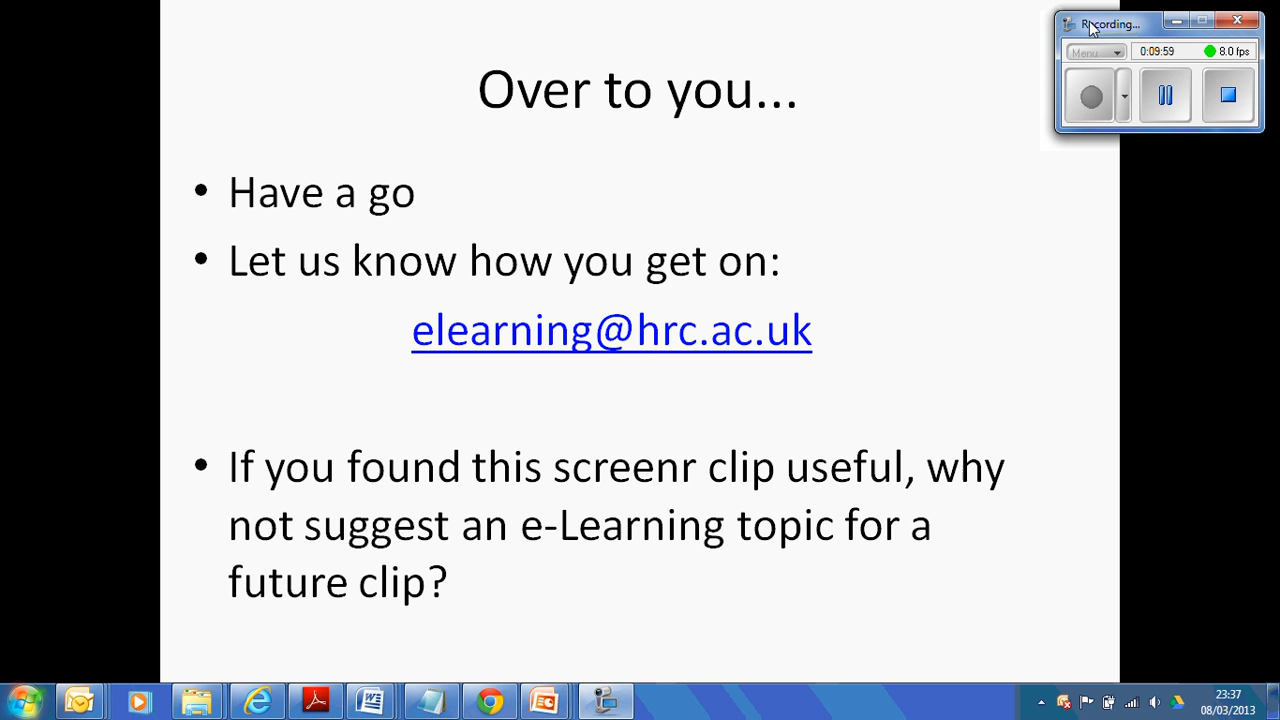 Over to you...
• Have a go
• Let us know how you get on:
elearning@hrc.ac.uk
• If you found this screenr clip useful, why
not suggest an e-Learning topic for a
future clip?
Recording...
Menu
0:09:59
8.0 fps
23:37
08/03/2013